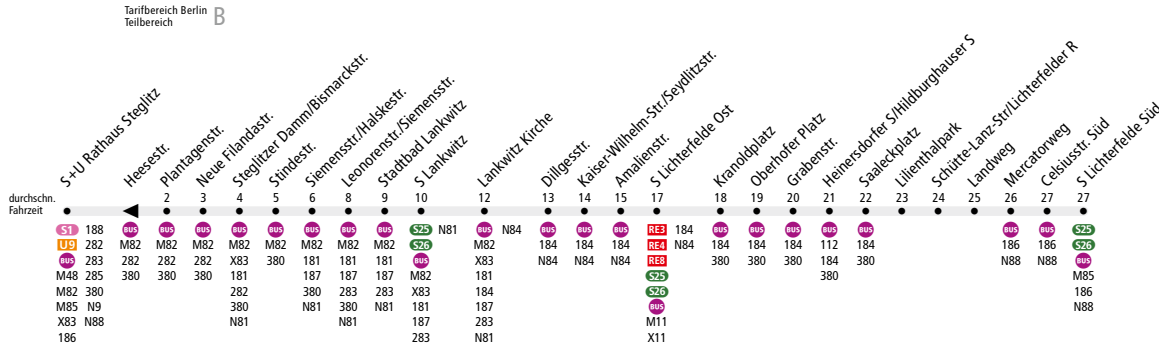 Tarifbereich Berlin
Teilbereich B
S+U Rathaus Steglitz
Heesestr.
Plantagenstr.
Neue Filandastr.
Steglitzer Damm/Bismarckstr.
Stindestr.
Siemensstr./Halskestr.
Leonorenstr./Siemensstr.
Stadtbad Lankwitz
S Lankwitz
Lankwitz Kirche
Dillgesstr.
Kaiser-Wilhelm-Str./Seydlitzstr.
Amalienstr.
S Lichterfelde Ost
Kranoldplatz
Oberhofer Platz
Grabenstr.
Heinersdorfer S/Hildburghauser S
Saaleckplatz
Lilienthalpark
Schütte-Lanz-Str/Lichterfelder R
Landweg
Mercatorweg
Celsiusstr. Süd
S Lichterfelde Süd
durchschn. 2 3 4 5 6 8 9 10 12 13 14 15 17 18 19 20 21 22 23 24 25 26 27 27
Fahrzeit
S1 188 BUS BUS BUS BUS BUS BUS BUS BUS S25 N81 BUS N84 BUS BUS BUS RE3 184 BUS BUS BUS BUS BUS BUS BUS S25
U9 282 M82 M82 M82 M82 M82 M82 M82 M82 S26 M82 184 184 184 RE4 N84 184 184 184 112 184 186 186 S26
BUS 283 282 282 282 X83 380 181 181 181 BUS X83 N84 N84 N84 RE8 380 380 380 184 380 N88 N88 BUS
M48 285 380 380 380 181 187 187 187 M82 181 S25 380 M85
M82 380 282 380 283 283 X83 184 S26 186
M85 N9 380 N81 380 N81 181 187 BUS N88
X83 N88 N81 N81 187 283 M11
186 283 N81 X11